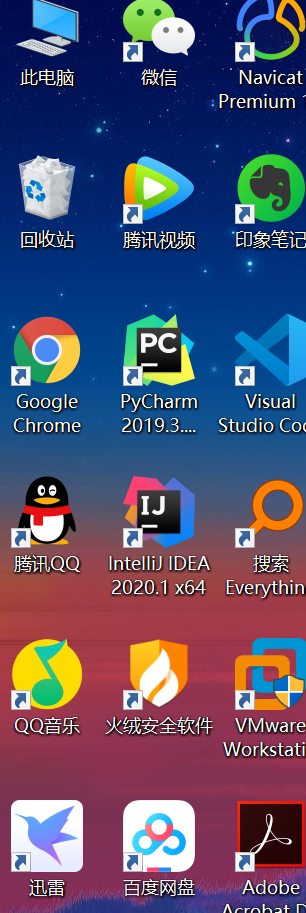 此电脑
微信
Navicat
Premium 1
回收站
腾讯视频
印象笔记
Google
Chrome
PC
PyCharm
2019.3....
Visual
Studio Co
腾讯QQ
IJ
IntelliJ IDEA
2020.1 x64
搜索
Everythin
QQ音乐
火绒安全软件
VMware
Workstati
迅雷
百度网盘
Adobe
Acrobat D